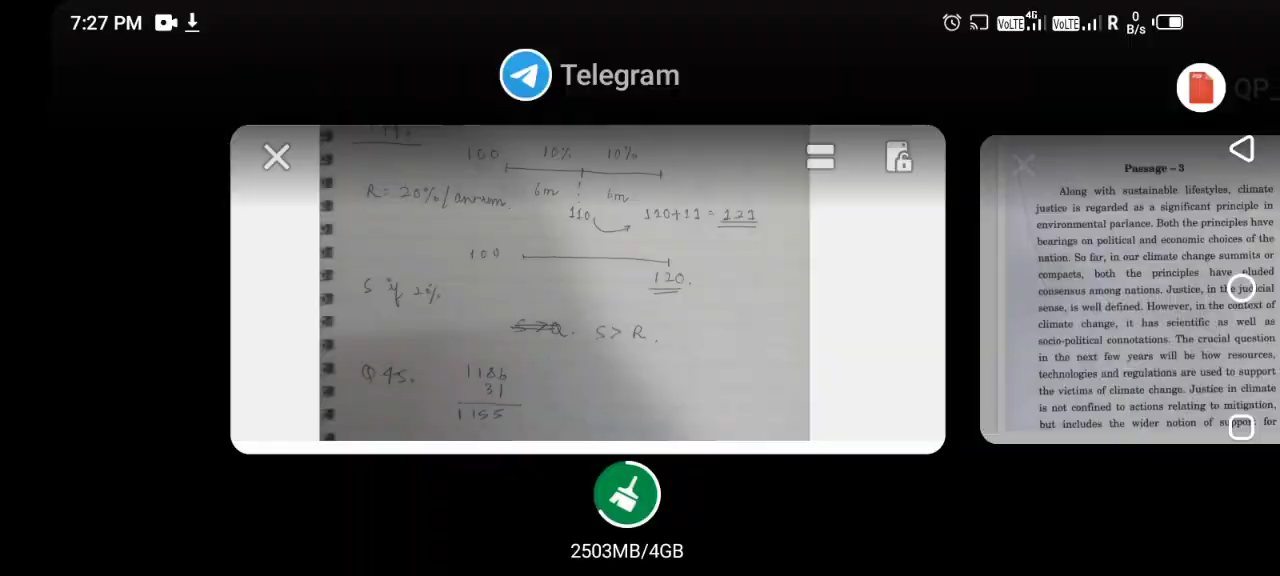 7:27 PM
VoLTE 4G VoLTE R 0 B/s
Telegram
QP_
100 10% 10%
R = 20% / annum. 6m 6m
110 110+11 = 121
100
120.
S if 20%
S > R.
Q 45. 1186
31
1155
Passage – 3
Along with sustainable lifestyles, climate
justice is regarded as a significant principle in
environmental parlance. Both the principles have
bearings on political and economic choices of the
nation. So far, in our climate change summits or
compacts, both the principles have eluded
consensus among nations. Justice, in the judicial
sense, is well defined. However, in the context of
climate change, it has scientific as well as
socio-political connotations. The crucial question
in the next few years will be how resources,
technologies and regulations are used to support
the victims of climate change. Justice in climate
is not confined to actions relating to mitigation,
but includes the wider notion of support for
2503MB/4GB